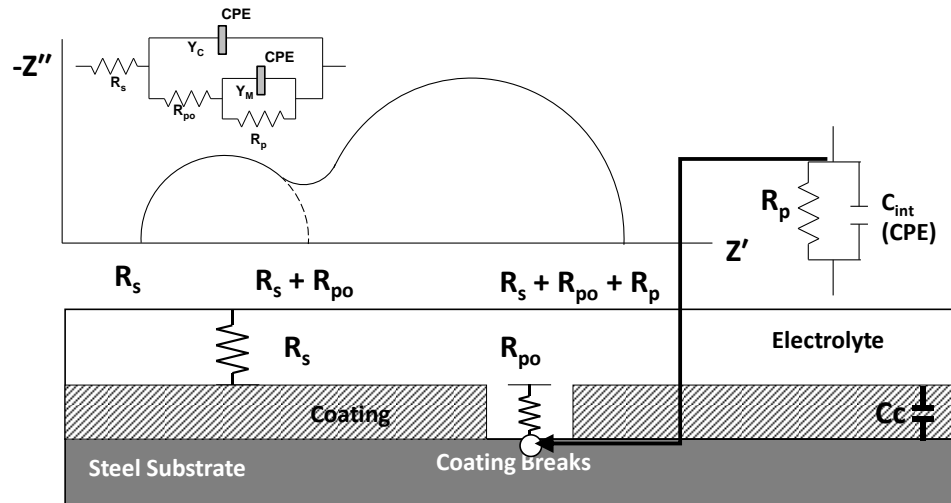 CPE
-Z″
Y_C
CPE
R_s
Y_M
R_po
R_p
R_p
C_int
(CPE)
Z′
R_s
R_s + R_po
R_s + R_po + R_p
Electrolyte
R_s
R_po
Coating
Cc
Steel Substrate
Coating Breaks